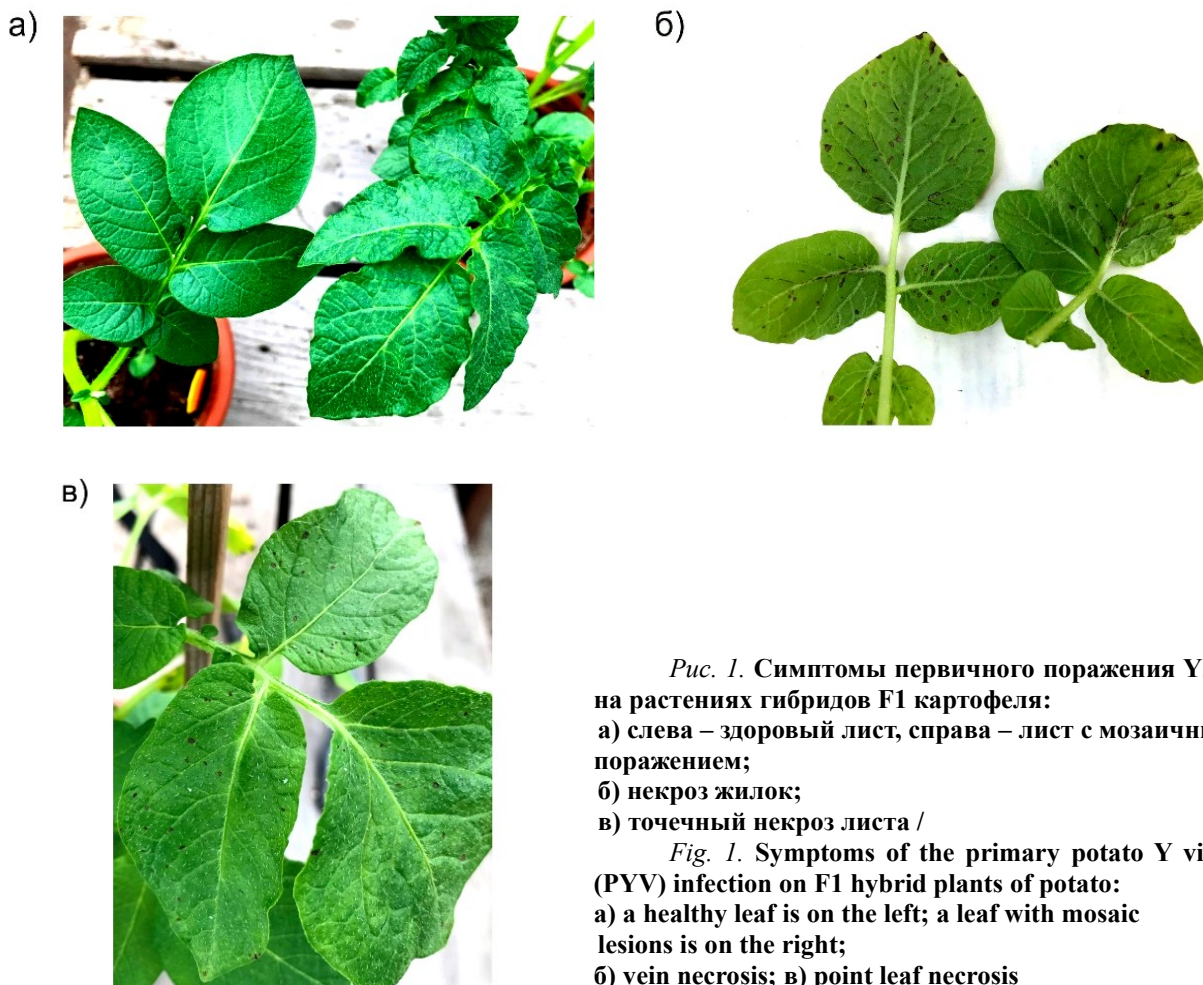 а)
б)
в)
Рис. 1. Симптомы первичного поражения Y
на растениях гибридов F1 картофеля:
а) слева – здоровый лист, справа – лист с
поражением;
б) некроз жилок;
в) точечный некроз листа /
Fig. 1. Symptoms of the primary potato Y
(PYV) infection on F1 hybrid plants of potato:
a) a healthy leaf is on the left; a leaf with mosaic
lesions is on the right;
б) vein necrosis; в) point leaf necrosis